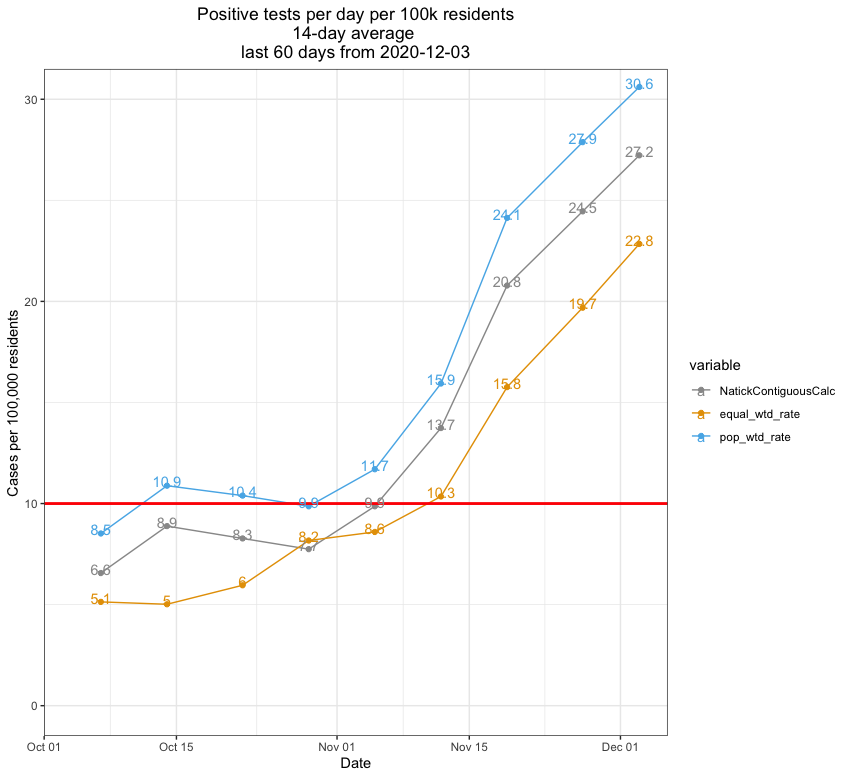 Positive tests per day per 100k residents
14-day average
last 60 days from 2020-12-03
Cases per 100,000 residents
30
20
10
0
30.6
27.9
27.2
24.1
24.5
22.8
20.8
19.7
15.9
15.8
13.7
11.7
10.9
10.4
9.9
9.9
10.3
8.5
8.9
8.3
8.2
7.7
8.6
6.6
5.1
5
6
Oct 01
Oct 15
Nov 01
Nov 15
Dec 01
Date
variable
a NatickContiguousCalc
a equal_wtd_rate
a pop_wtd_rate